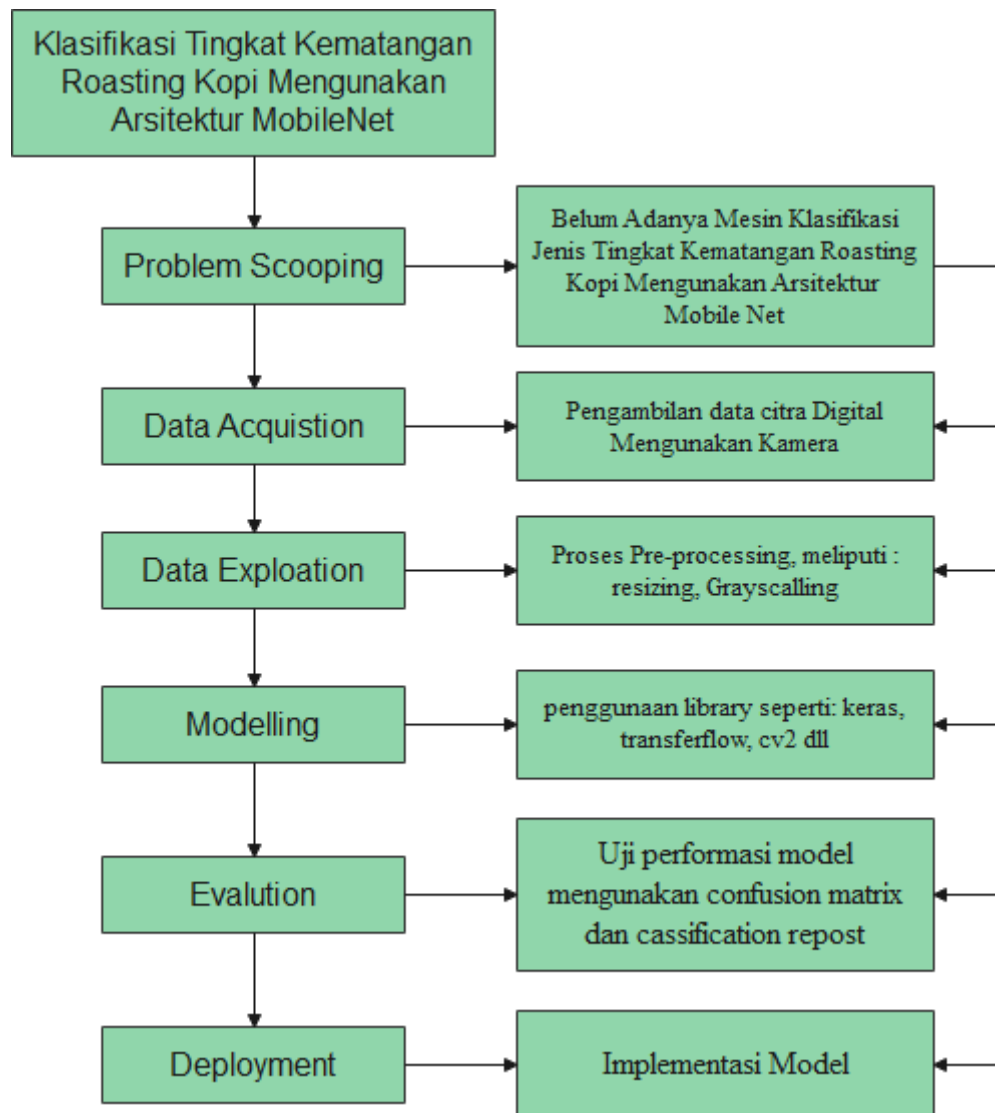 Klasifikasi Tingkat Kematangan
Roasting Kopi Mengunakan
Arsitektur MobileNet
Problem Scooping
Belum Adanya Mesin Klasifikasi
Jenis Tingkat Kematangan Roasting
Kopi Mengunakan Arsitektur
Mobile Net
Data Acquistion
Pengambilan data citra Digital
Mengunakan Kamera
Data Exploation
Proses Pre-processing, meliputi :
resizing, Grayscalling
Modelling
penggunaan library seperti: keras,
transferflow, cv2 dll
Evalution
Uji performasi model
mengunakan confusion matrix
dan cassification repost
Deployment
Implementasi Model